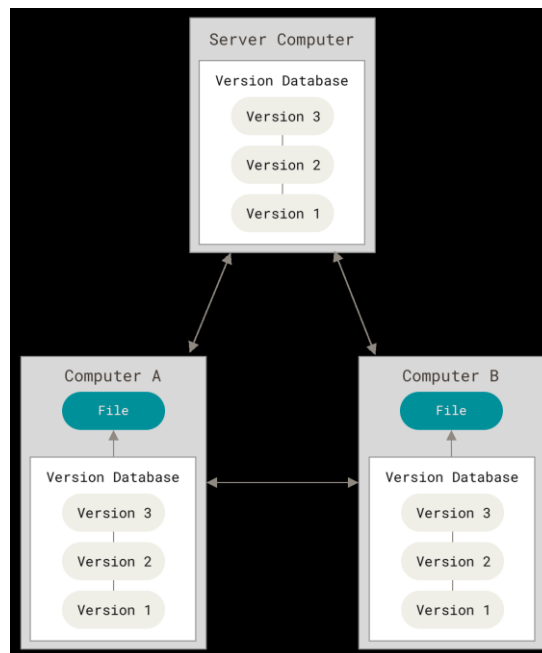 Server Computer
Version Database
Version 3
Version 2
Version 1
Computer A
File
Version Database
Version 3
Version 2
Version 1
Computer B
File
Version Database
Version 3
Version 2
Version 1